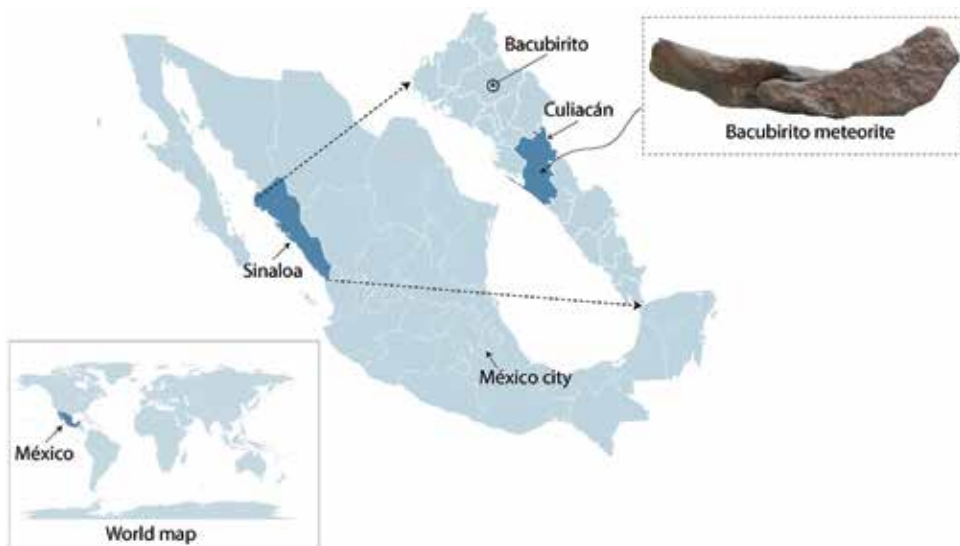 Bacubirito
Culiacán
Bacubirito meteorite
Sinaloa
México city
México
World map